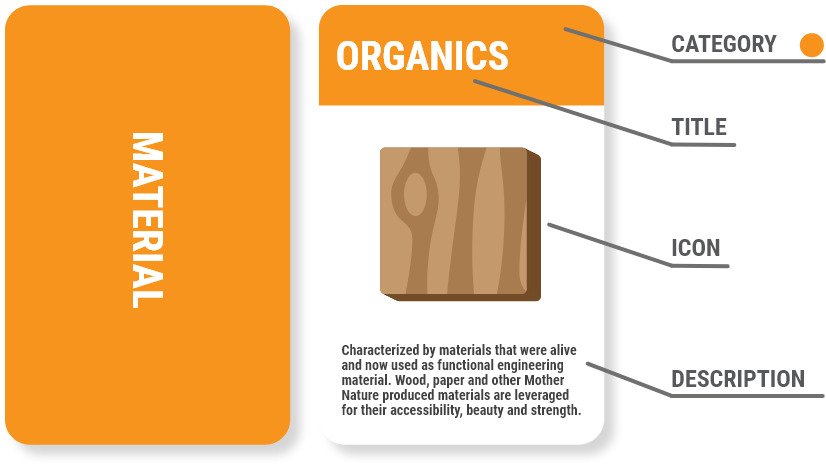 MATERIAL
ORGANICS
Characterized by materials that were alive
and now used as functional engineering
material. Wood, paper and other Mother
Nature produced materials are leveraged
for their accessibility, beauty and strength.
CATEGORY
TITLE
ICON
DESCRIPTION